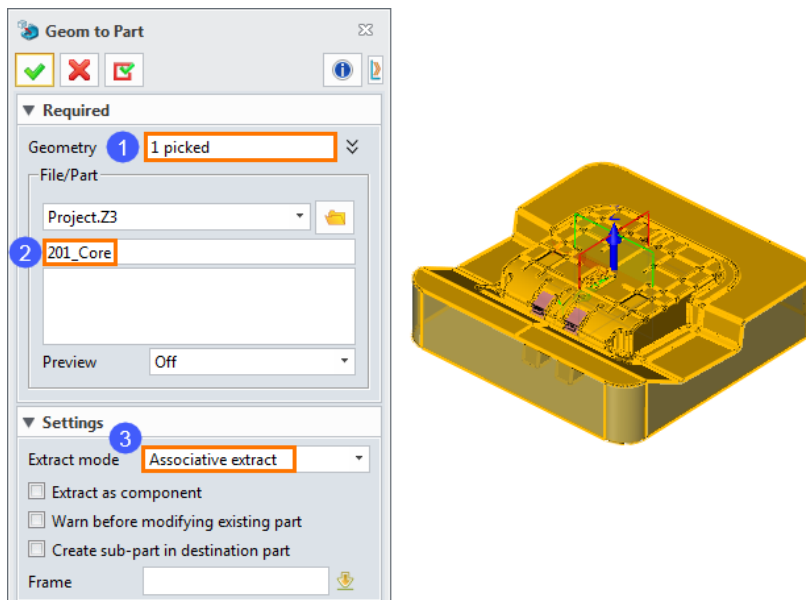 Geom to Part
Required
Geometry 1 1 picked
File/Part
Project.Z3
2 201_Core
Preview Off
Settings
3
Extract mode Associative extract
Extract as component
Warn before modifying existing part
Create sub-part in destination part
Frame